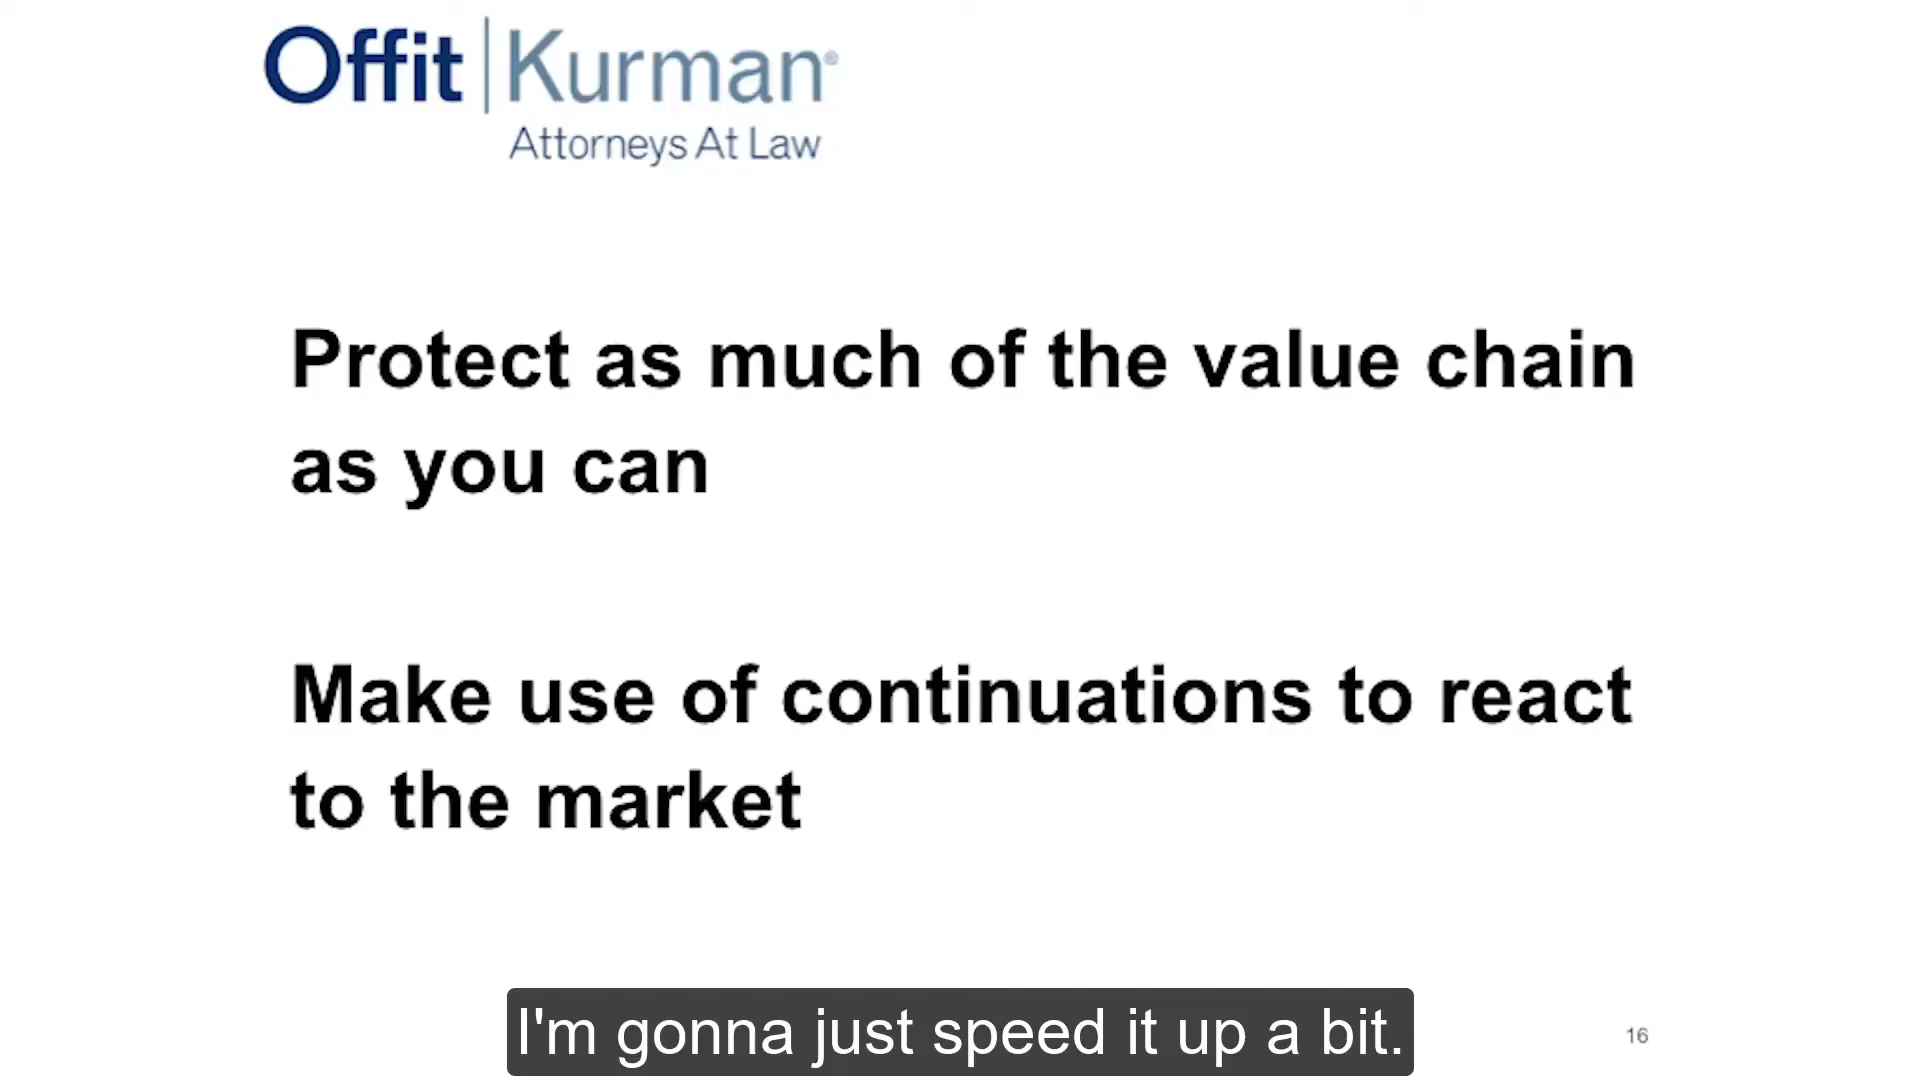 Offit | Kurman®
Attorneys At Law
Protect as much of the value chain
as you can
Make use of continuations to react
to the market
I'm gonna just speed it up a bit.
16